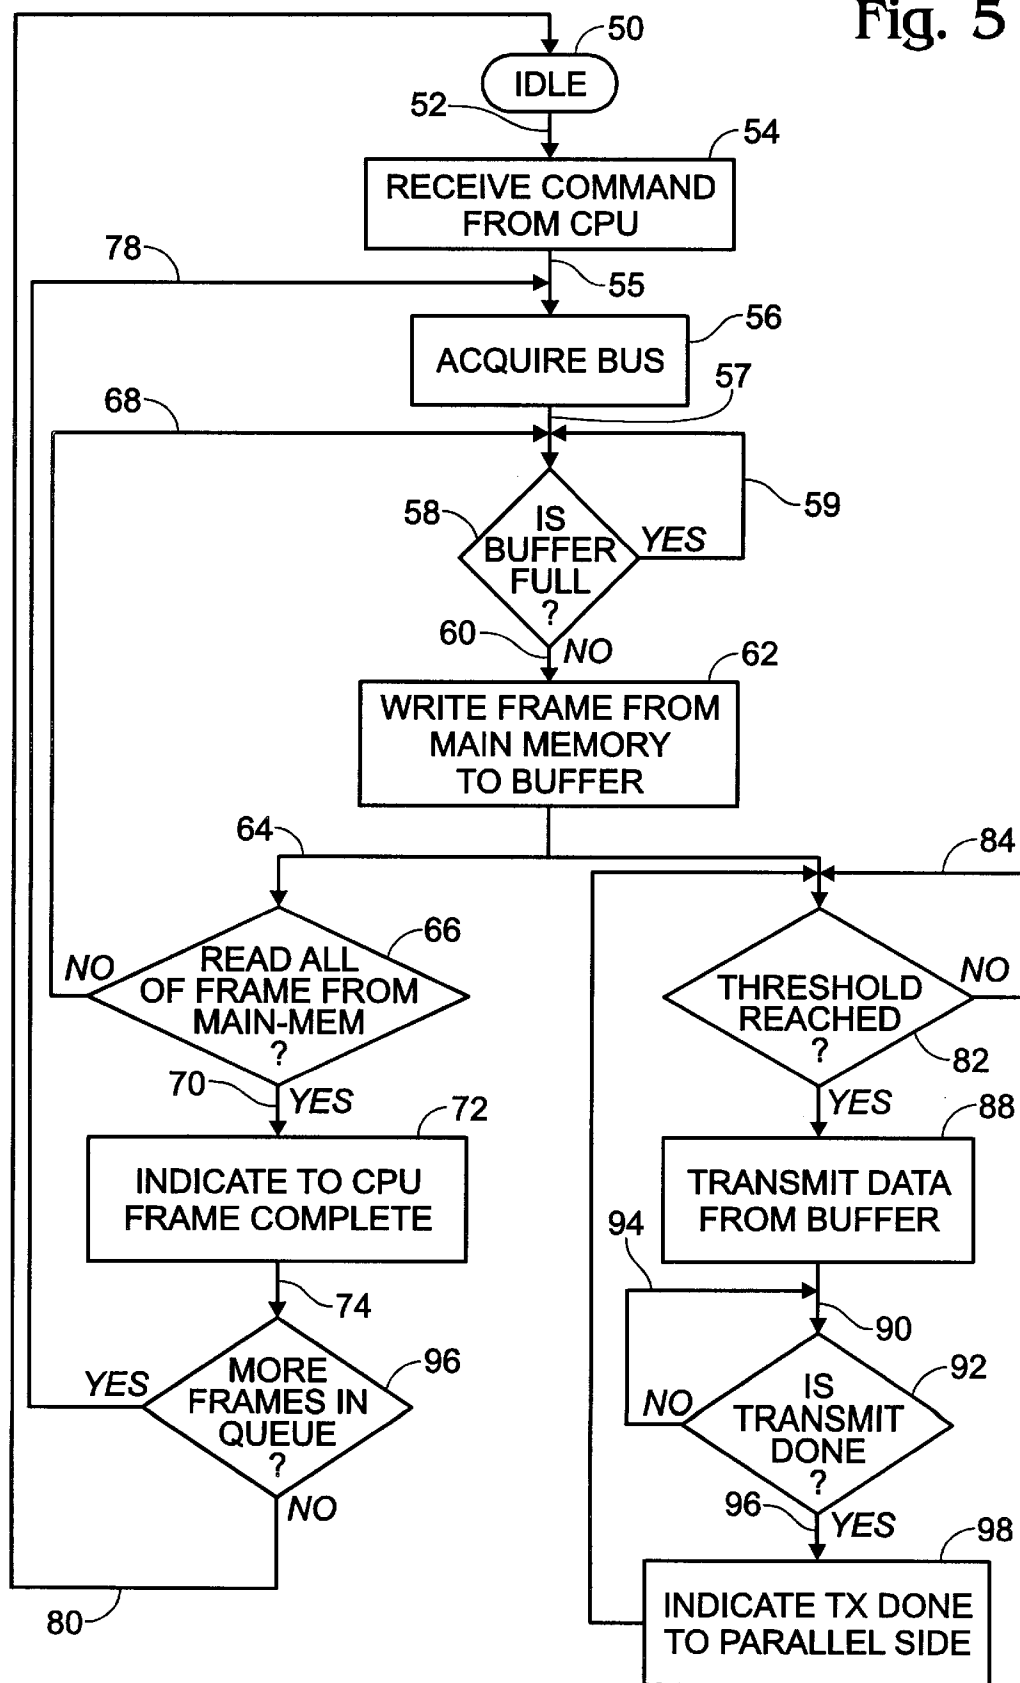 Fig. 5
50
IDLE
52
54
RECEIVE COMMAND
FROM CPU
78
55
56
ACQUIRE BUS
57
68
59
58
IS
BUFFER
FULL
?
YES
60
NO
62
WRITE FRAME FROM
MAIN MEMORY
TO BUFFER
64
84
66
READ ALL
OF FRAME FROM
MAIN-MEM
?
NO
THRESHOLD
REACHED
?
NO
82
70
YES
YES
72
88
INDICATE TO CPU
FRAME COMPLETE
TRANSMIT DATA
FROM BUFFER
94
74
90
96
MORE
FRAMES IN
QUEUE
?
YES
92
IS
TRANSMIT
DONE
?
NO
NO
96
YES
98
80
INDICATE TX DONE
TO PARALLEL SIDE